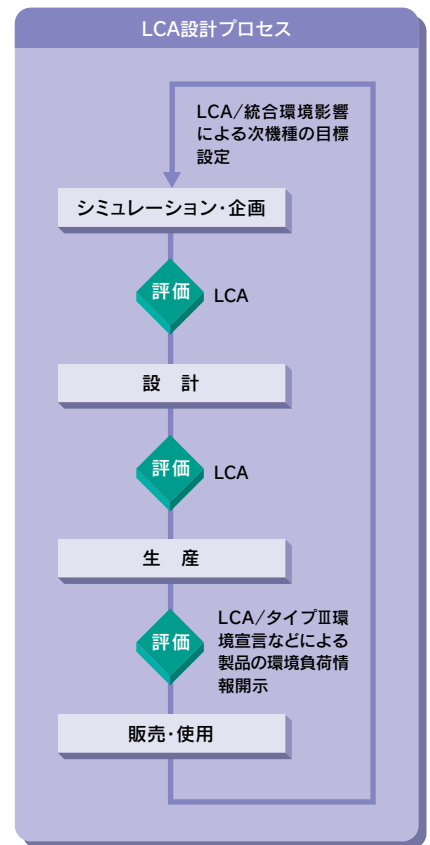 LCA設計プロセス
LCA/統合環境影響
による次機種の目標
設定
シミュレーション・企画
評価
LCA
設　計
評価
LCA
生　産
評価
LCA/タイプⅢ環
境宣言などによる
製品の環境負荷情
報開示
販売・使用